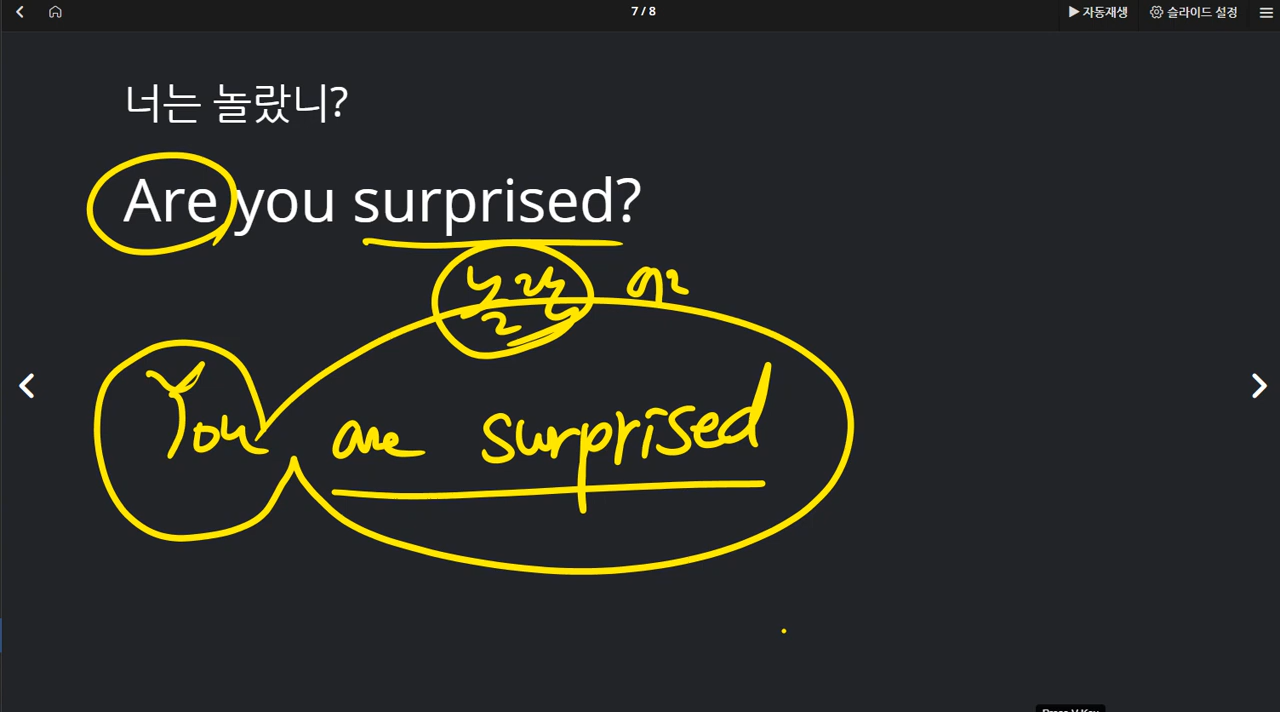 7 / 8
▶ 자동재생
슬라이드 설정
너는 놀랐니?
Are you surprised?
놀란
You are surprised